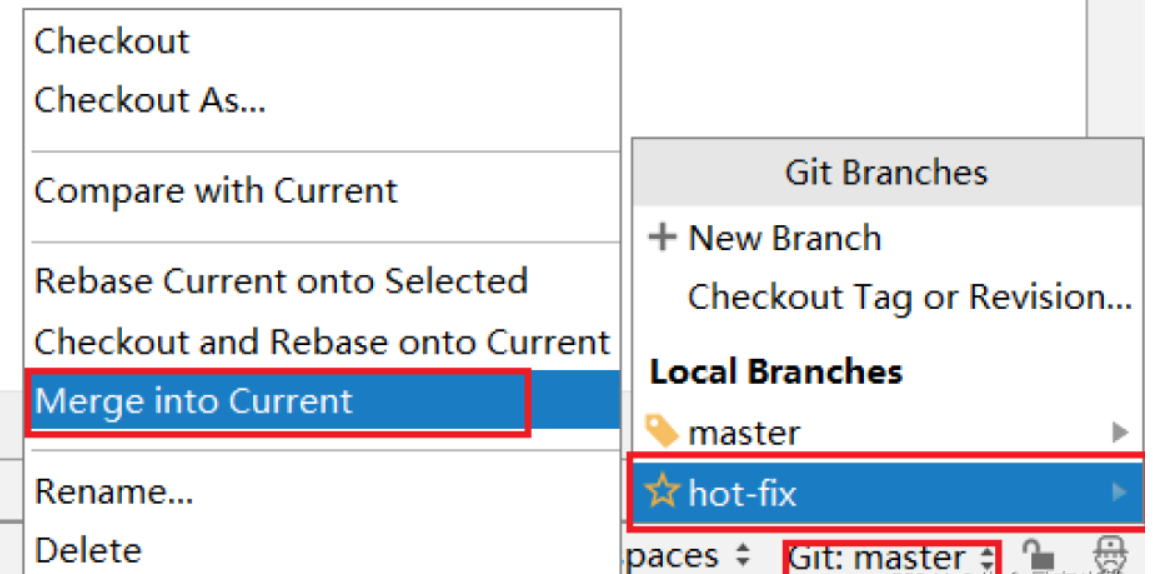 Checkout
Checkout As...
Compare with Current
Rebase Current onto Selected
Checkout and Rebase onto Current
Merge into Current
Rename...
Delete
Git Branches
New Branch
Checkout Tag or Revision...
Local Branches
master
hot-fix
paces
Git: master